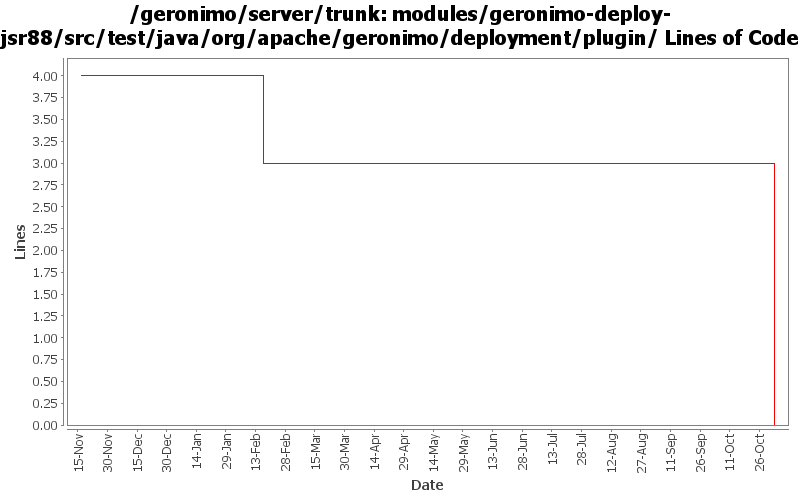 /geronimo/server/trunk: modules/geronimo-deploy-
jsr88/src/test/java/org/apache/geronimo/deployment/plugin/ Lines of Code
4.00
3.75
3.50
3.25
3.00
2.75
2.50
2.25
2.00
1.75
1.50
1.25
1.00
0.75
0.50
0.25
0.00
Lines
15-Nov
30-Nov
15-Dec
30-Dec
14-Jan
29-Jan
13-Feb
28-Feb
15-Mar
30-Mar
14-Apr
29-Apr
14-May
29-May
13-Jun
28-Jun
13-Jul
28-Jul
12-Aug
27-Aug
11-Sep
26-Sep
11-Oct
26-Oct
Date